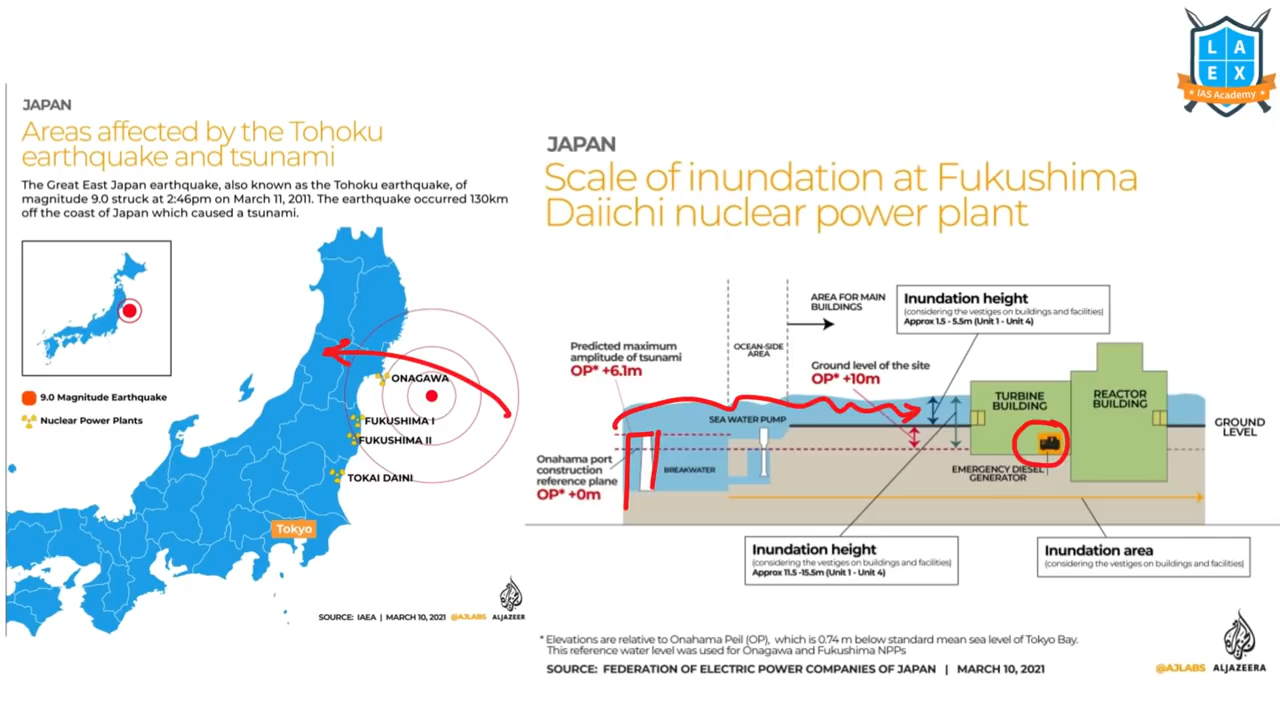 LA
EX
IAS Academy
JAPAN
Areas affected by the Tohoku
earthquake and tsunami
The Great East Japan earthquake, also known as the Tohoku earthquake, of
magnitude 9.0 struck at 2:46pm on March 11, 2011. The earthquake occurred 130km
off the coast of Japan which caused a tsunami.
9.0 Magnitude Earthquake
Nuclear Power Plants
ONAGAWA
FUKUSHIMA I
FUKUSHIMA II
TOKAI DAINI
Tokyo
SOURCE: IAEA | MARCH 10, 2021 @AJLABS ALJAZEER
JAPAN
Scale of inundation at Fukushima
Daiichi nuclear power plant
AREA FOR MAIN
BUILDINGS
Inundation height
(considering the vestiges on buildings and facilities)
Approx 1.5 - 5.5m (Unit 1 - Unit 4)
Predicted maximum
amplitude of tsunami
OP* +6.1m
OCEAN-SIDE
AREA
Ground level of the site
OP* +10m
TURBINE
BUILDING
REACTOR
BUILDING
SEA WATER PUMP
GROUND
LEVEL
Onahama port
construction
reference plane
OP* +0m
BREAKWATER
EMERGENCY DIESEL
GENERATOR
Inundation height
(considering the vestiges on buildings and facilities)
Approx 11.5 -15.5m (Unit 1 - Unit 4)
Inundation area
(considering the vestiges on buildings and facilities)
* Elevations are relative to Onahama Peil (OP), which is 0.74 m below standard mean sea level of Tokyo Bay.
This reference water level was used for Onagawa and Fukushima NPPs
SOURCE: FEDERATION OF ELECTRIC POWER COMPANIES OF JAPAN | MARCH 10, 2021
@AJLABS ALJAZEERA